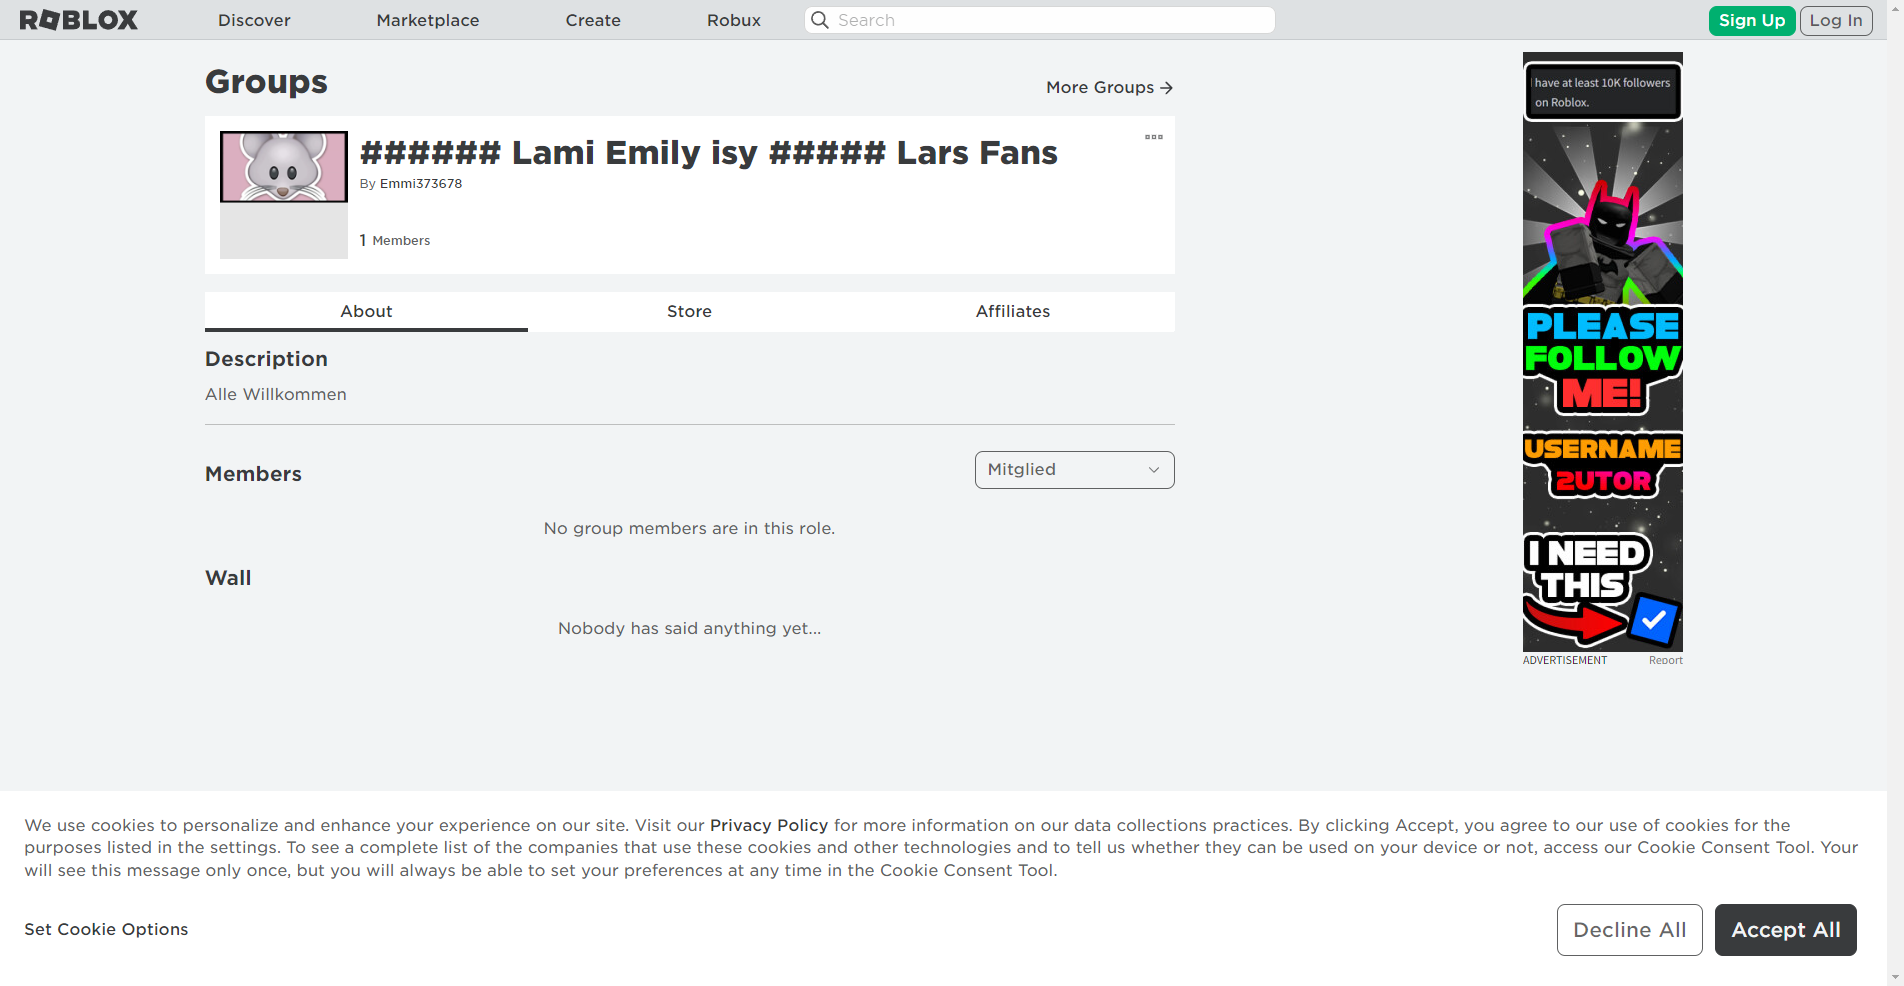 ROBLOX
Discover
Marketplace
Create
Robux
Search
Sign Up
Log In
Groups
More Groups →
###### Lami Emily isy ##### Lars Fans
By Emmi373678
1 Members
About
Store
Affiliates
Description
Alle Willkommen
Members
Mitglied
No group members are in this role.
Wall
Nobody has said anything yet...
have at least 10K followers
on Roblox.
PLEASE
FOLLOW
ME!
USERNAME
2UTOR
I NEED
THIS
ADVERTISEMENT
Report
We use cookies to personalize and enhance your experience on our site. Visit our Privacy Policy for more information on our data collections practices. By clicking Accept, you agree to our use of cookies for the
purposes listed in the settings. To see a complete list of the companies that use these cookies and other technologies and to tell us whether they can be used on your device or not, access our Cookie Consent Tool. Your
will see this message only once, but you will always be able to set your preferences at any time in the Cookie Consent Tool.
Set Cookie Options
Decline All
Accept All